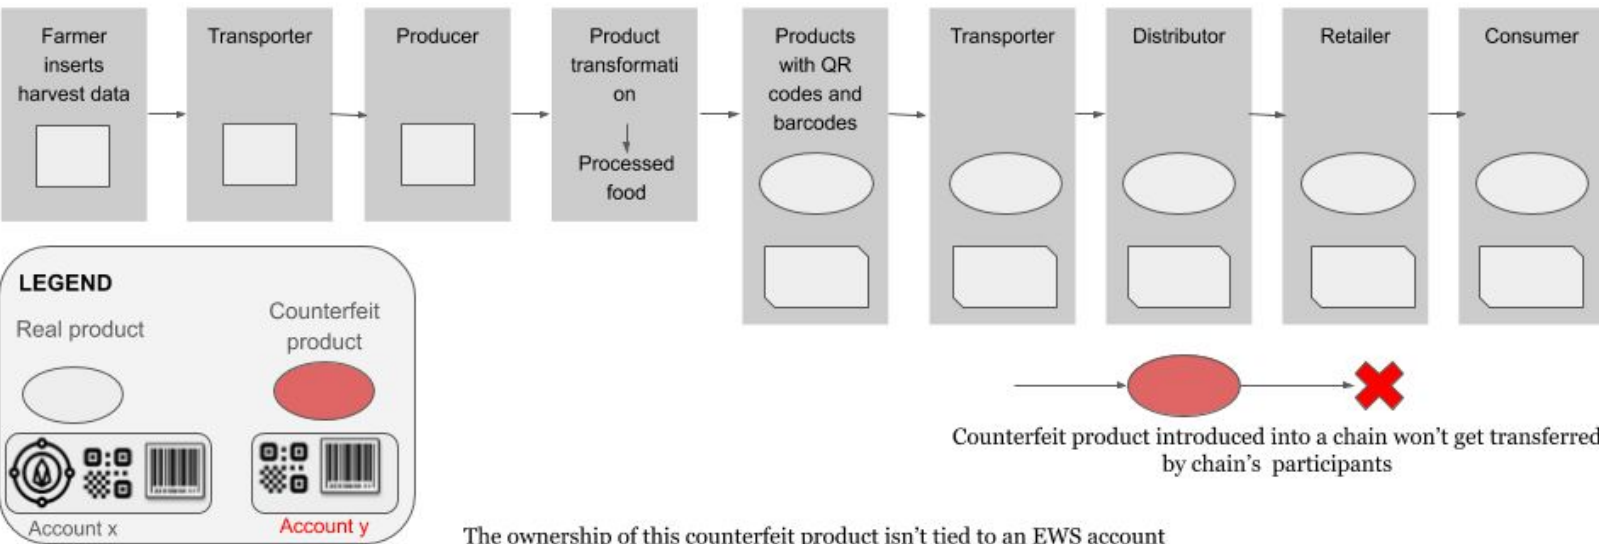 Farmer
inserts
harvest data
Transporter
Producer
Product
transformati
on
Processed
food
Products
with QR
codes and
barcodes
Transporter
Distributor
Retailer
Consumer
LEGEND
Real product
Counterfeit
product
Account x
Account y
Counterfeit product introduced into a chain won't get transferred
by chain's participants
The ownership of this counterfeit product isn't tied to an EWS account